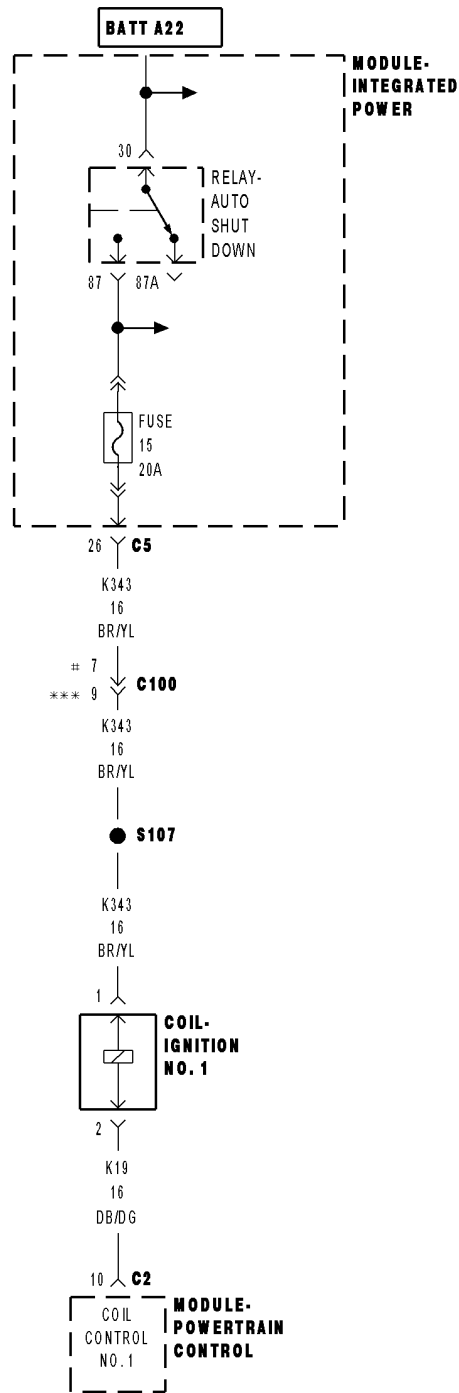 BATT A22
MODULE-
INTEGRATED
POWER
30
RELAY-
AUTO
SHUT
DOWN
87 87A
FUSE
15
20A
26 C5
K343
16
BR/YL
# 7
*** 9 C100
K343
16
BR/YL
S107
K343
16
BR/YL
1
COIL-
IGNITION
NO. 1
2
K19
16
DB/DG
10 C2
COIL
CONTROL
NO. 1
MODULE-
POWERTRAIN
CONTROL